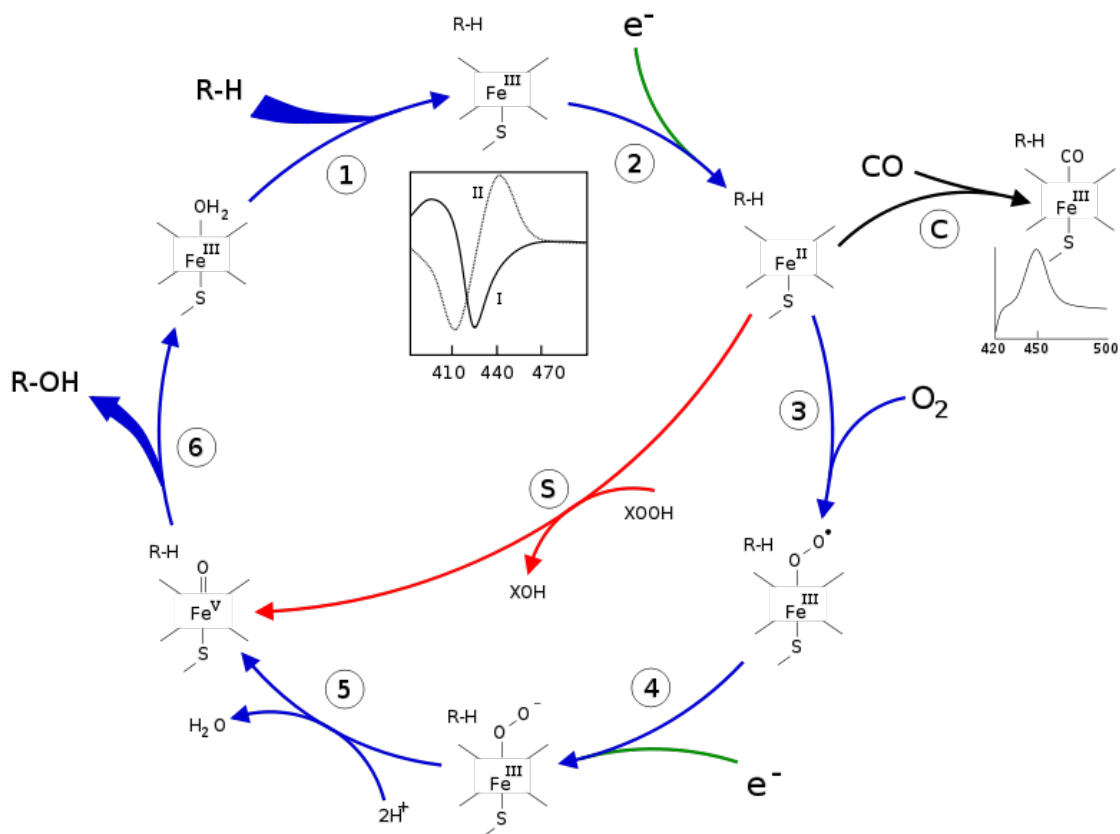 R-H
e⁻
R-H
Fe III
S
1
2
CO
R-H
CO
Fe III
S
C
420 450 500
R-H
Fe II
S
OH₂
Fe III
S
II
I
410 440 470
R-OH
6
3
O₂
S
XOOH
XOH
R-H
O
Fe V
S
R-H
O
O•
Fe III
S
5
4
H₂O
2H⁺
R-H
O
O⁻
Fe III
S
e⁻